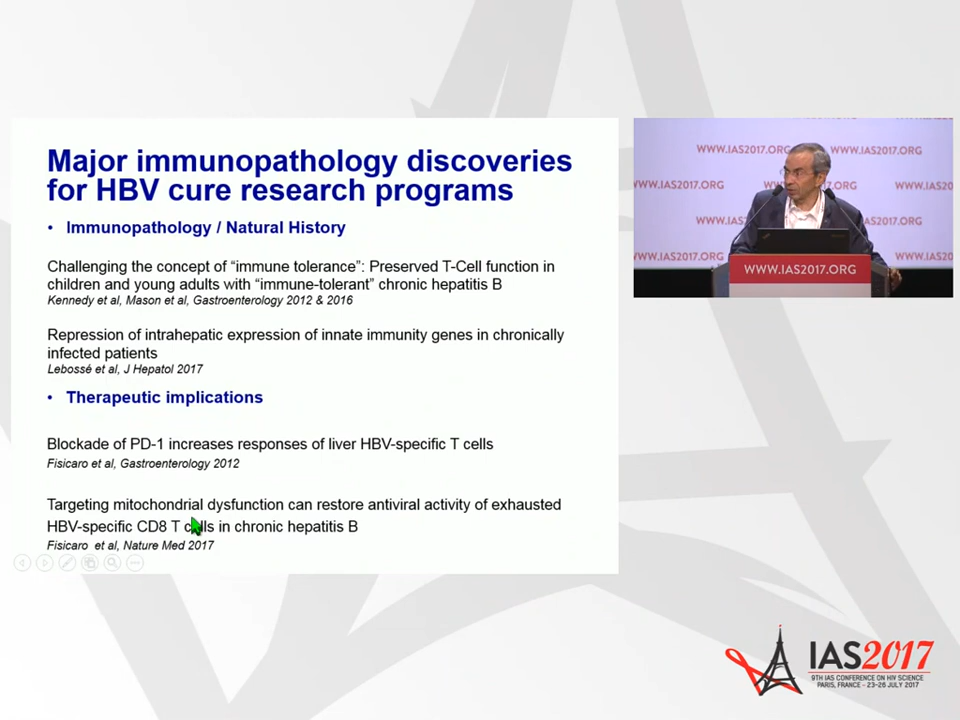 Major immunopathology discoveries
for HBV cure research programs
• Immunopathology / Natural History
Challenging the concept of “immune tolerance”: Preserved T-Cell function in
children and young adults with “immune-tolerant” chronic hepatitis B
Kennedy et al, Mason et al, Gastroenterology 2012 & 2016
Repression of intrahepatic expression of innate immunity genes in chronically
infected patients
Lebossé et al, J Hepatol 2017
• Therapeutic implications
Blockade of PD-1 increases responses of liver HBV-specific T cells
Fisicaro et al, Gastroenterology 2012
Targeting mitochondrial dysfunction can restore antiviral activity of exhausted
HBV-specific CD8 T cells in chronic hepatitis B
Fisicaro et al, Nature Med 2017
WWW.IAS2017.ORG
WWW.IAS2017.ORG
WWW.IAS2017.ORG
WWW.IAS2017.ORG
IAS2017
9TH IAS CONFERENCE ON HIV SCIENCE
PARIS, FRANCE - 23-26 JULY 2017